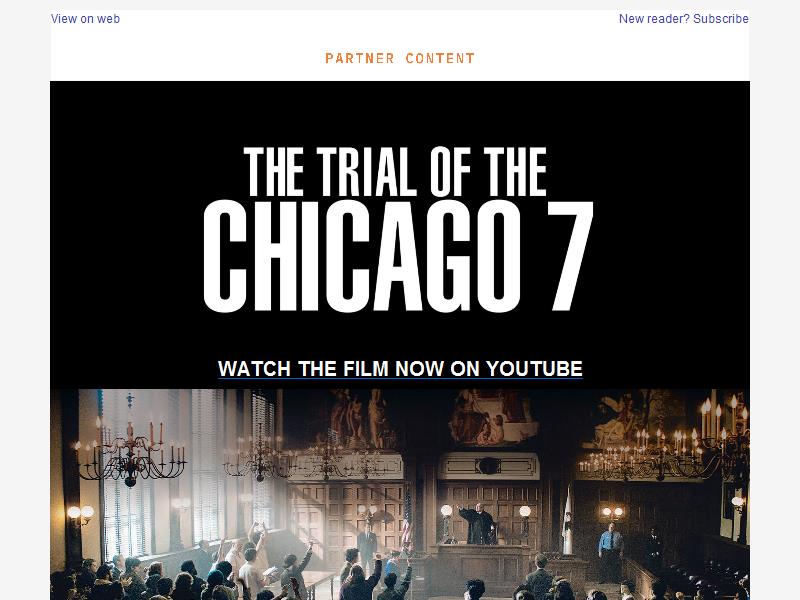 View on web
New reader? Subscribe
PARTNER CONTENT
THE TRIAL OF THE
CHICAGO 7
WATCH THE FILM NOW ON YOUTUBE